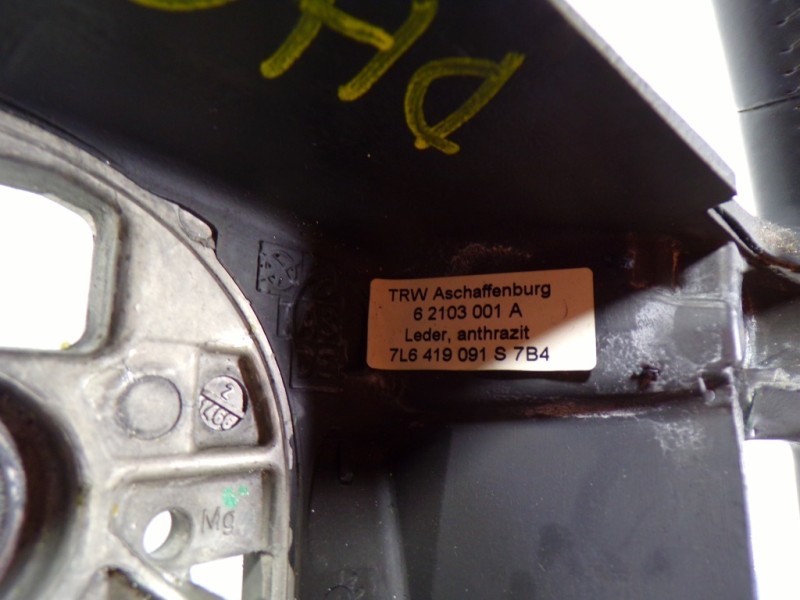 TRW Aschaffenburg
6 2103 001 A
Leder, anthrazit
7L6 419 091 S 7B4
Mg